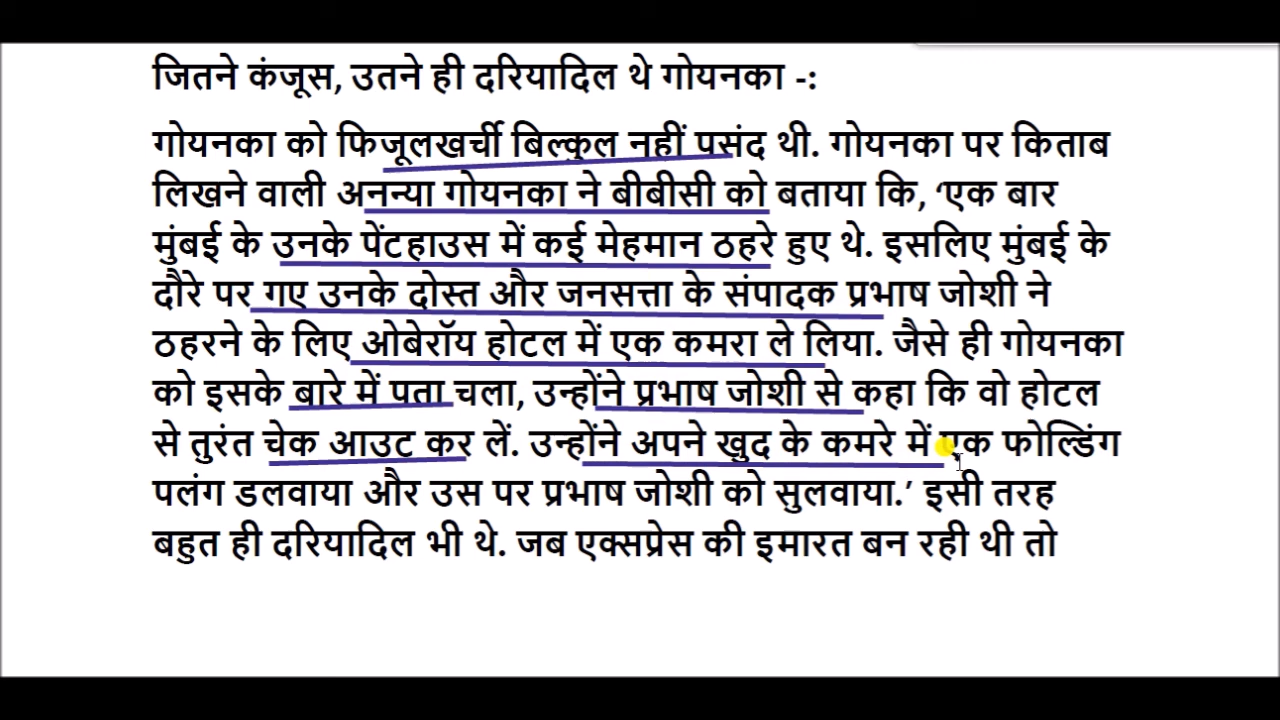 जितने कंजूस, उतने ही दरियादिल थे गोयनका -:
गोयनका को फिजूलखर्ची बिल्कुल नहीं पसंद थी. गोयनका पर किताब
लिखने वाली अनन्या गोयनका ने बीबीसी को बताया कि, ‘एक बार
मुंबई के उनके पेंटहाउस में कई मेहमान ठहरे हुए थे. इसलिए मुंबई के
दौरे पर गए उनके दोस्त और जनसत्ता के संपादक प्रभाष जोशी ने
ठहरने के लिए ओबेरॉय होटल में एक कमरा ले लिया. जैसे ही गोयनका
को इसके बारे में पता चला, उन्होंने प्रभाष जोशी से कहा कि वो होटल
से तुरंत चेक आउट कर लें. उन्होंने अपने खुद के कमरे में एक फोल्डिंग
पलंग डलवाया और उस पर प्रभाष जोशी को सुलवाया.’ इसी तरह
बहुत ही दरियादिल भी थे. जब एक्सप्रेस की इमारत बन रही थी तो